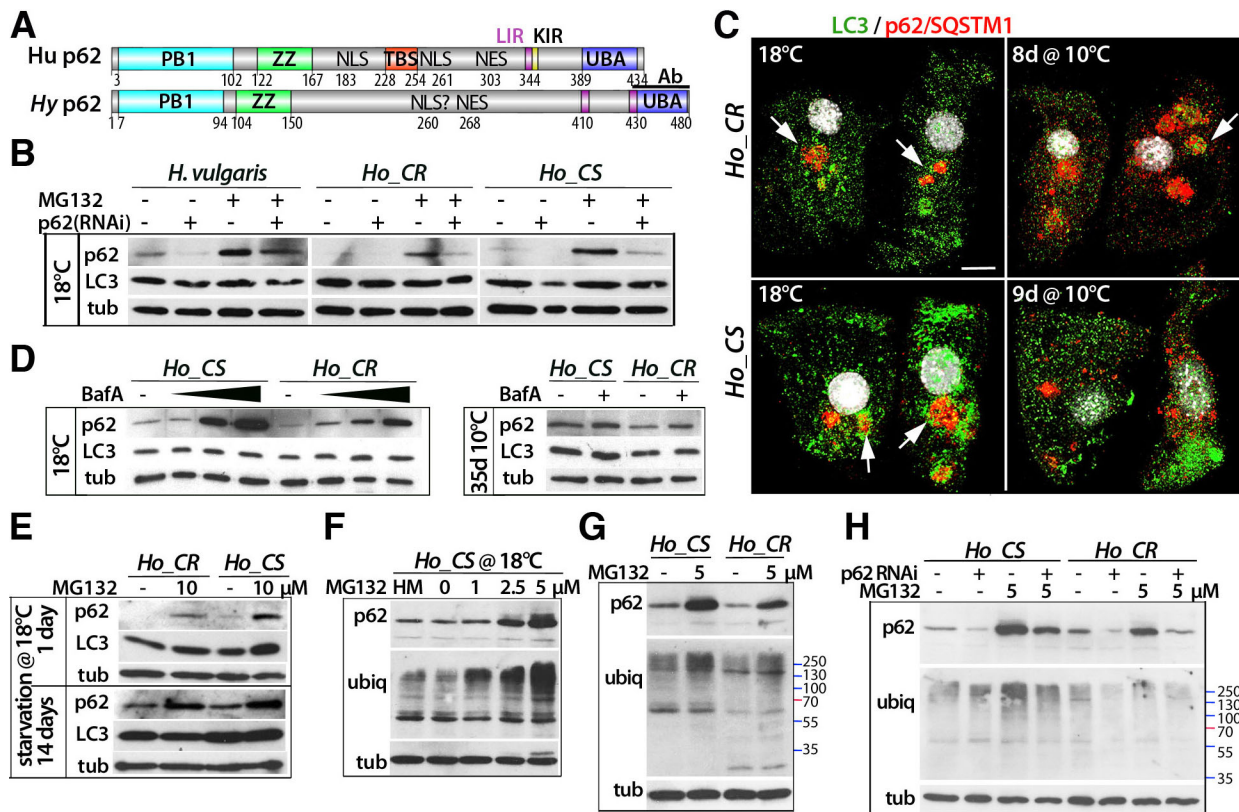 A
LIR KIR
Hu p62 PB1 ZZ NLS TBS NLS NES UBA
3 102 122 167 183 228 254 261 303 344 389 434
Ab
Hy p62 PB1 ZZ NLS? NES UBA
17 94 104 150 260 268 410 430 480
B
H. vulgaris Ho_CR Ho_CS
MG132 - - + + - - + + - - + +
p62(RNAi) - + - + - + - + - + - +
18°C
p62
LC3
tub
C
LC3 / p62/SQSTM1
Ho_CR
18°C 8d @ 10°C
Ho_CS
18°C 9d @ 10°C
D
Ho_CS Ho_CR
BafA - -
18°C
p62
LC3
tub
Ho_CS Ho_CR
BafA - + - +
35d 10°C
p62
LC3
tub
E
Ho_CR Ho_CS
MG132 - 10 - 10 μM
starvation @ 18°C
1 day
p62
LC3
tub
14 days
p62
LC3
tub
F
Ho_CS @ 18°C
MG132 HM 0 1 2.5 5 μM
p62
ubiq
tub
G
Ho_CS Ho_CR
MG132 - 5 - 5 μM
p62
ubiq
250
130
100
70
55
35
tub
H
Ho CS Ho CR
p62 RNAi - + - + - + - +
MG132 - - 5 5 - - 5 5 μM
p62
ubiq
250
130
100
70
55
35
tub